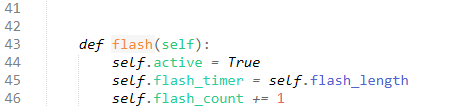 41
42
43 def flash(self):
44 self.active = True
45 self.flash_timer = self.flash_length
46 self.flash_count += 1